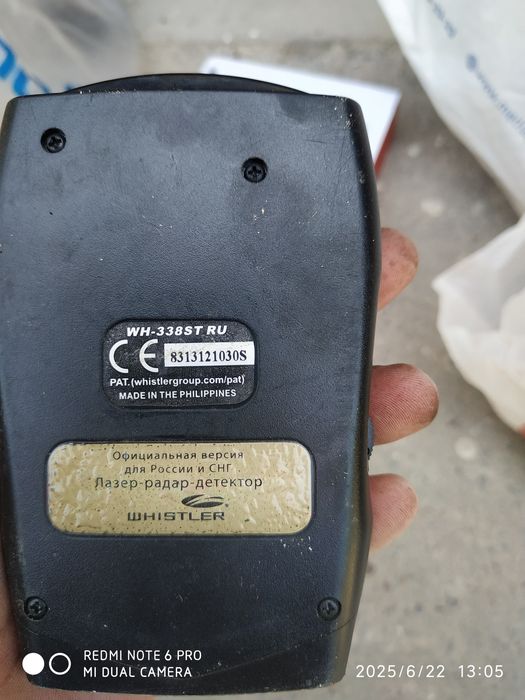 WH-338ST RU
CE 8313121030S
PAT.(whistlergroup.com/pat)
MADE IN THE PHILIPPINES
Официальная версия
для России и СНГ
Лазер-радар-детектор
WHISTLER
REDMI NOTE 6 PRO
MI DUAL CAMERA
2025/6/22 13:05